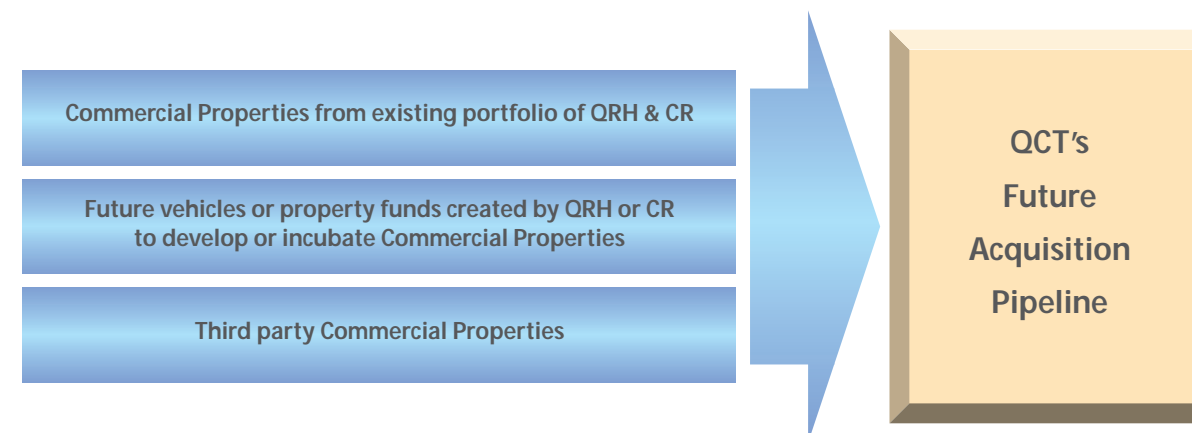 Commercial Properties from existing portfolio of QRH & CR
Future vehicles or property funds created by QRH or CR
to develop or incubate Commercial Properties
Third party Commercial Properties
QCT's
Future
Acquisition
Pipeline